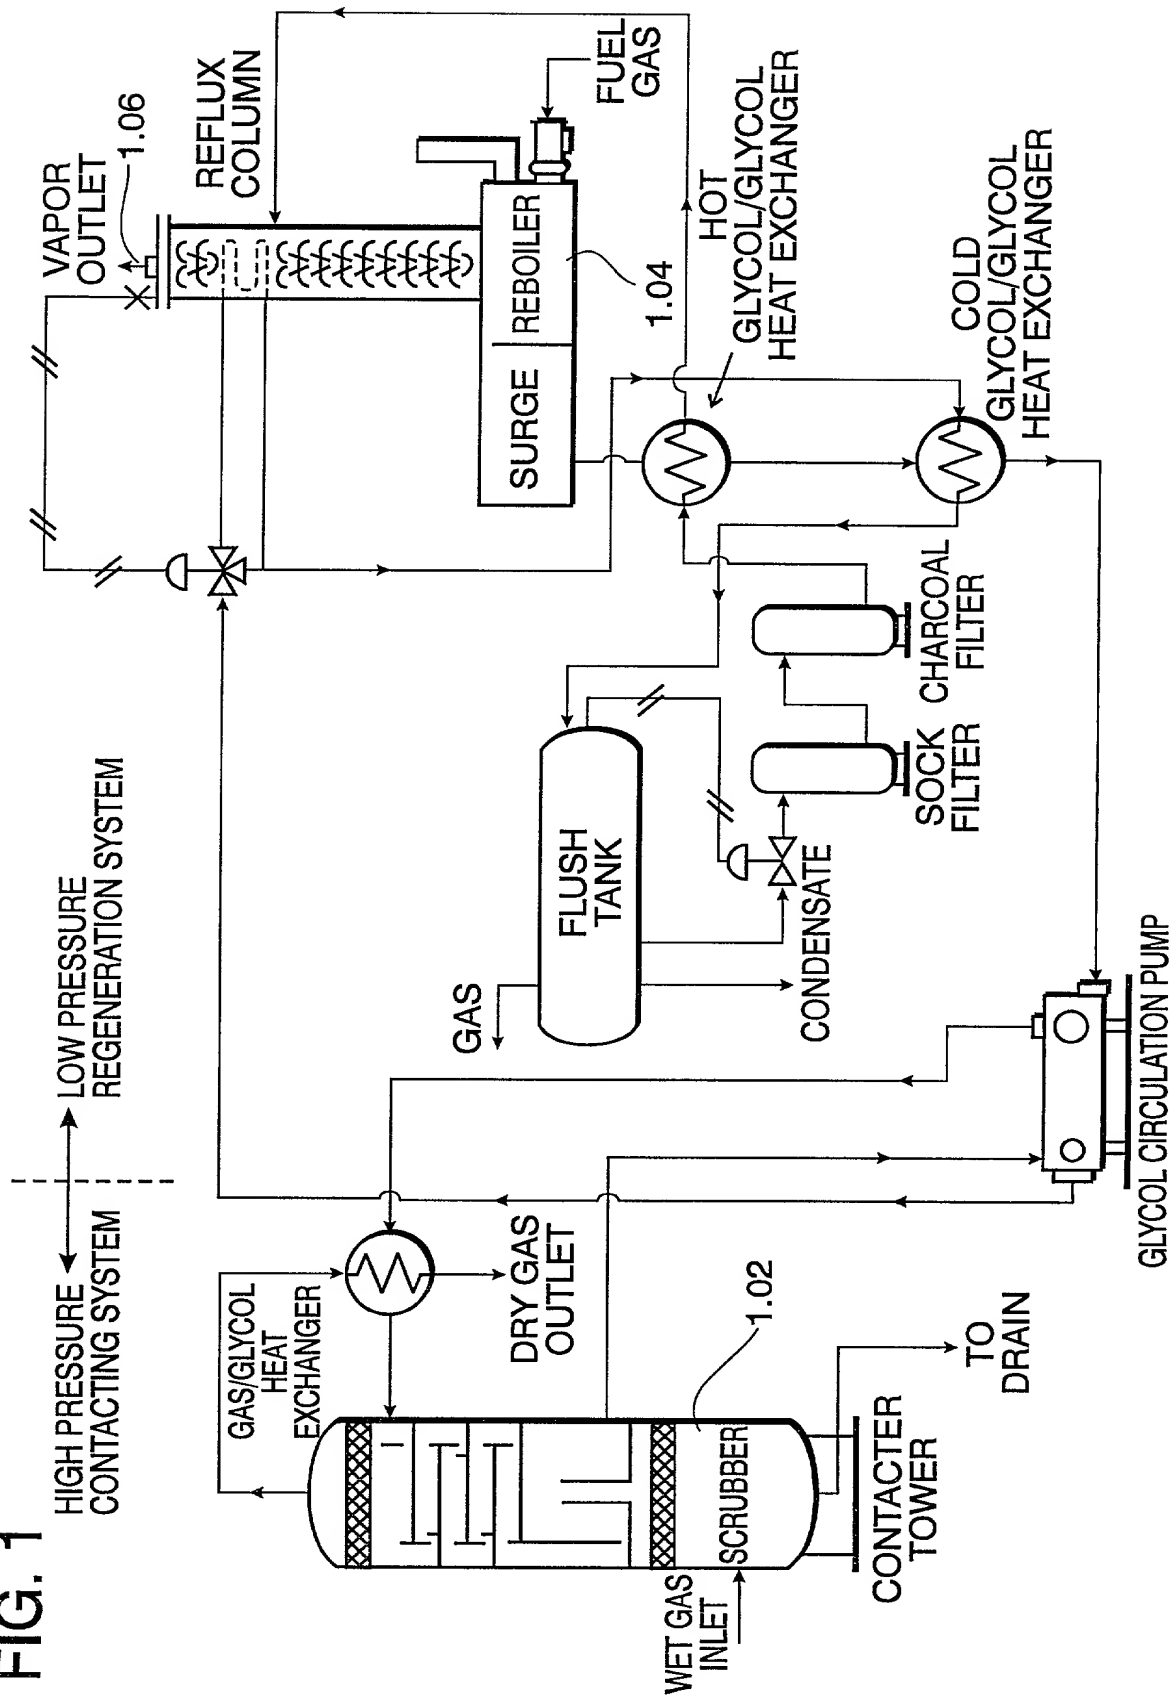 FIG. 1
HIGH PRESSURE
CONTACTING SYSTEM
LOW PRESSURE
REGENERATION SYSTEM
VAPOR
OUTLET
1.06
REFLUX
COLUMN
GAS/GLYCOL
HEAT
EXCHANGER
DRY GAS
OUTLET
GAS
FLUSH
TANK
SURGE
REBOILER
FUEL
GAS
1.04
HOT
GLYCOL/GLYCOL
HEAT EXCHANGER
COLD
GLYCOL/GLYCOL
HEAT EXCHANGER
WET GAS
INLET
SCRUBBER
1.02
CONDENSATE
SOCK
FILTER
CHARCOAL
FILTER
CONTACTER
TOWER
TO
DRAIN
GLYCOL CIRCULATION PUMP